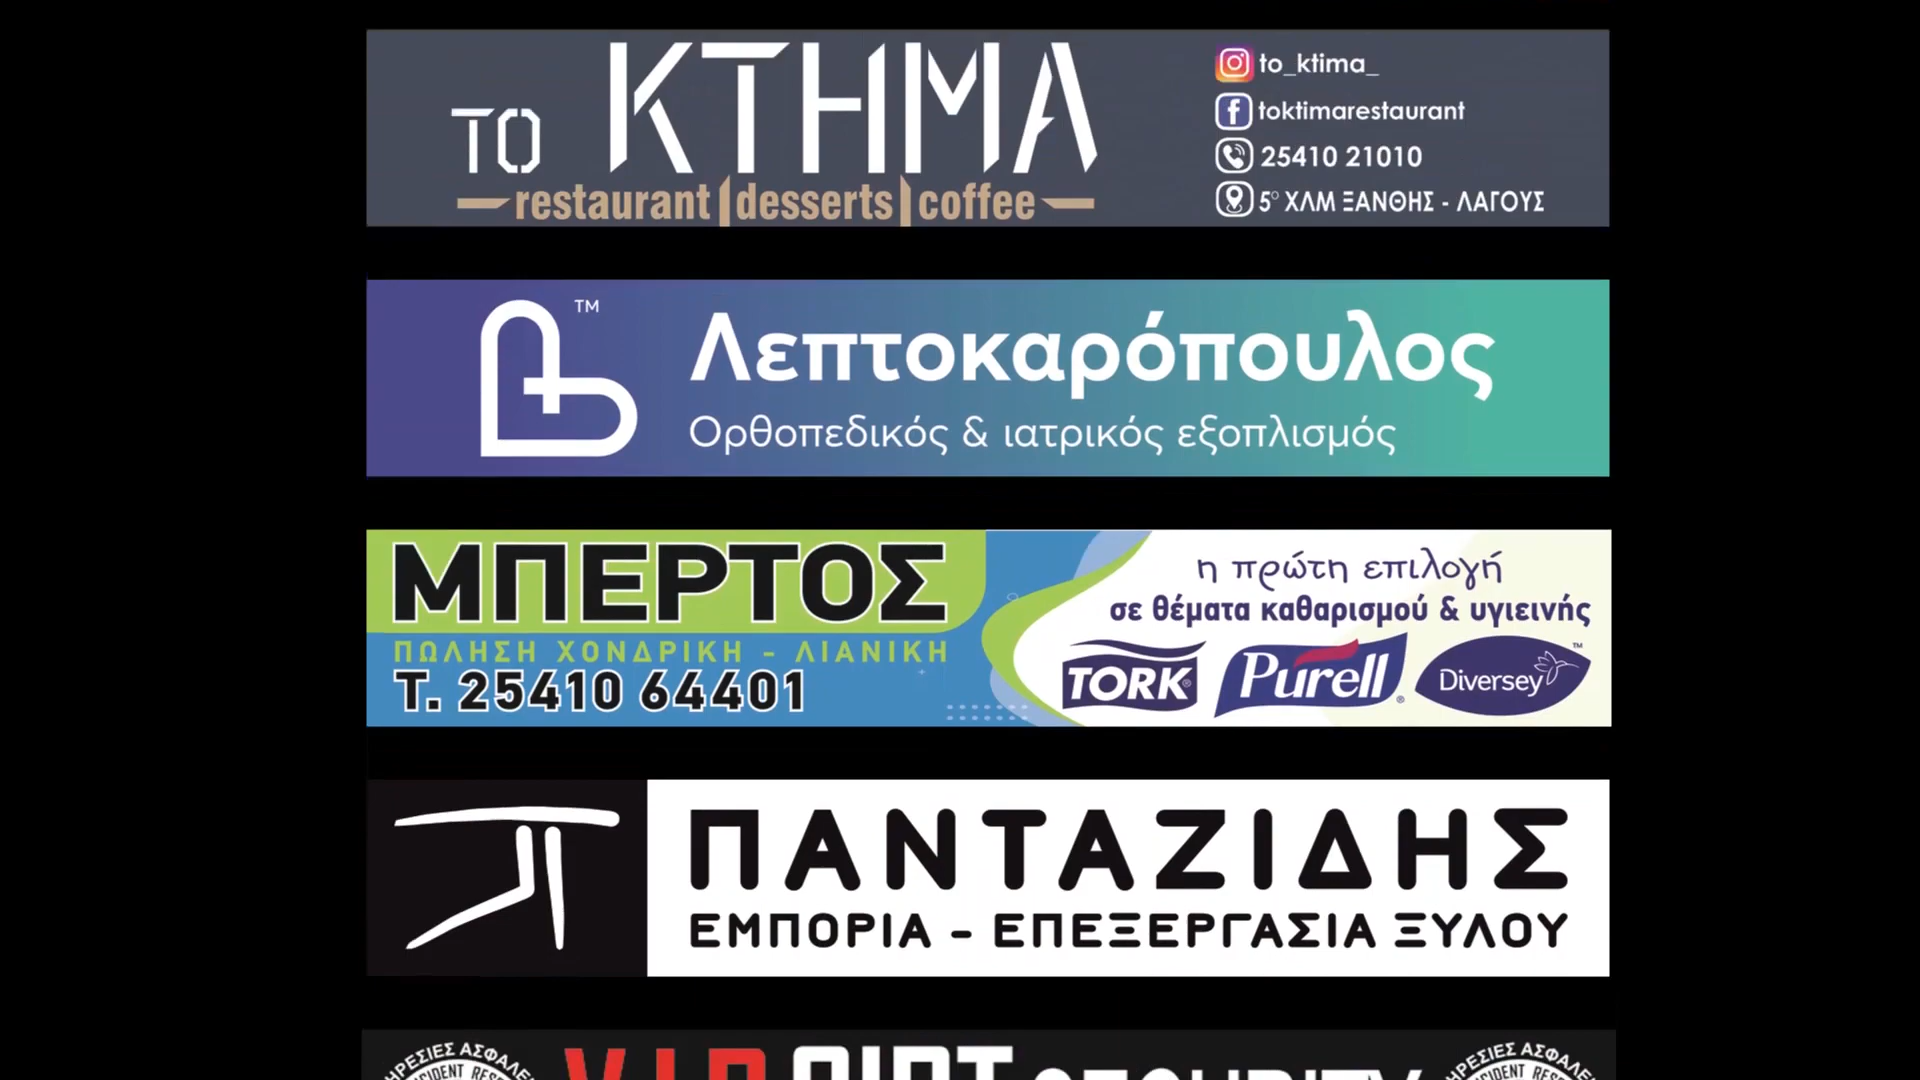 ΤΟ ΚΤΗΜΑ
restaurant | desserts | coffee
to_ktima_
toktimarestaurant
25410 21010
5° ΧΛΜ ΞΑΝΘΗΣ - ΛΑΓΟΥΣ
TM
Λεπτοκαρόπουλος
Ορθοπεδικός & ιατρικός εξοπλισμός
ΜΠΕΡΤΟΣ
ΠΩΛΗΣΗ ΧΟΝΔΡΙΚΗ - ΛΙΑΝΙΚΗ
Τ. 25410 64401
η πρώτη επιλογή
σε θέματα καθαρισμού & υγιεινής
TORK® Purell® Diversey™
ΠΑΝΤΑΖΙΔΗΣ
ΕΜΠΟΡΙΑ - ΕΠΕΞΕΡΓΑΣΙΑ ΞΥΛΟΥ